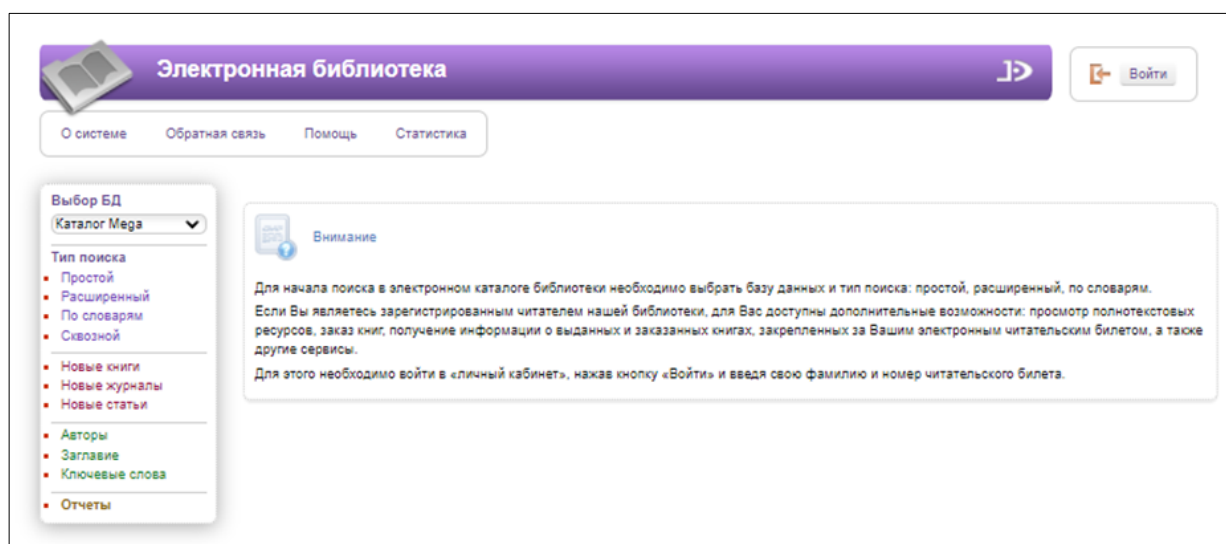 Электронная библиотека
Войти
О системе Обратная связь Помощь Статистика
Выбор БД
Каталог Mega
Тип поиска
Простой
Расширенный
По словарям
Сквозной
Новые книги
Новые журналы
Новые статьи
Авторы
Заглавие
Ключевые слова
Отчеты
Внимание
Для начала поиска в электронном каталоге библиотеки необходимо выбрать базу данных и тип поиска: простой, расширенный, по словарям.
Если Вы являетесь зарегистрированным читателем нашей библиотеки, для Вас доступны дополнительные возможности: просмотр полнотекстовых
ресурсов, заказ книг, получение информации о выданных и заказанных книгах, закрепленных за Вашим электронным читательским билетом, а также
другие сервисы.
Для этого необходимо войти в «личный кабинет», нажав кнопку «Войти» и введя свою фамилию и номер читательского билета.